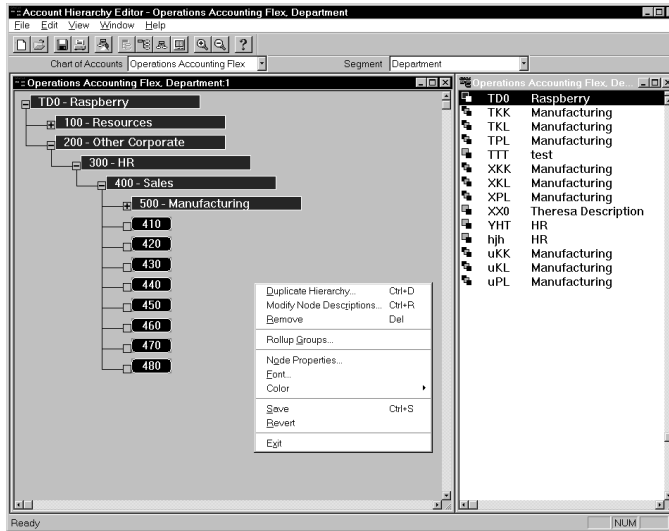 Account Hierarchy Editor - Operations Accounting Flex, Department
File Edit View Window Help
Chart of Accounts Operations Accounting Flex Segment Department
Operations Accounting Flex, Department:1
TD0 - Raspberry
100 - Resources
200 - Other Corporate
300 - HR
400 - Sales
500 - Manufacturing
410
420
430
440
450
460
470
480
Duplicate Hierarchy... Ctrl+D
Modify Node Descriptions... Ctrl+R
Remove Del
Rollup Groups...
Node Properties...
Font...
Color
Save Ctrl+S
Revert
Exit
Operations Accounting Flex, De...
TD0 Raspberry
TKK Manufacturing
TKL Manufacturing
TPL Manufacturing
TTT test
XKK Manufacturing
XKL Manufacturing
XPL Manufacturing
XX0 Theresa Description
YHT HR
hjh HR
uKK Manufacturing
uKL Manufacturing
uPL Manufacturing
Ready NUM